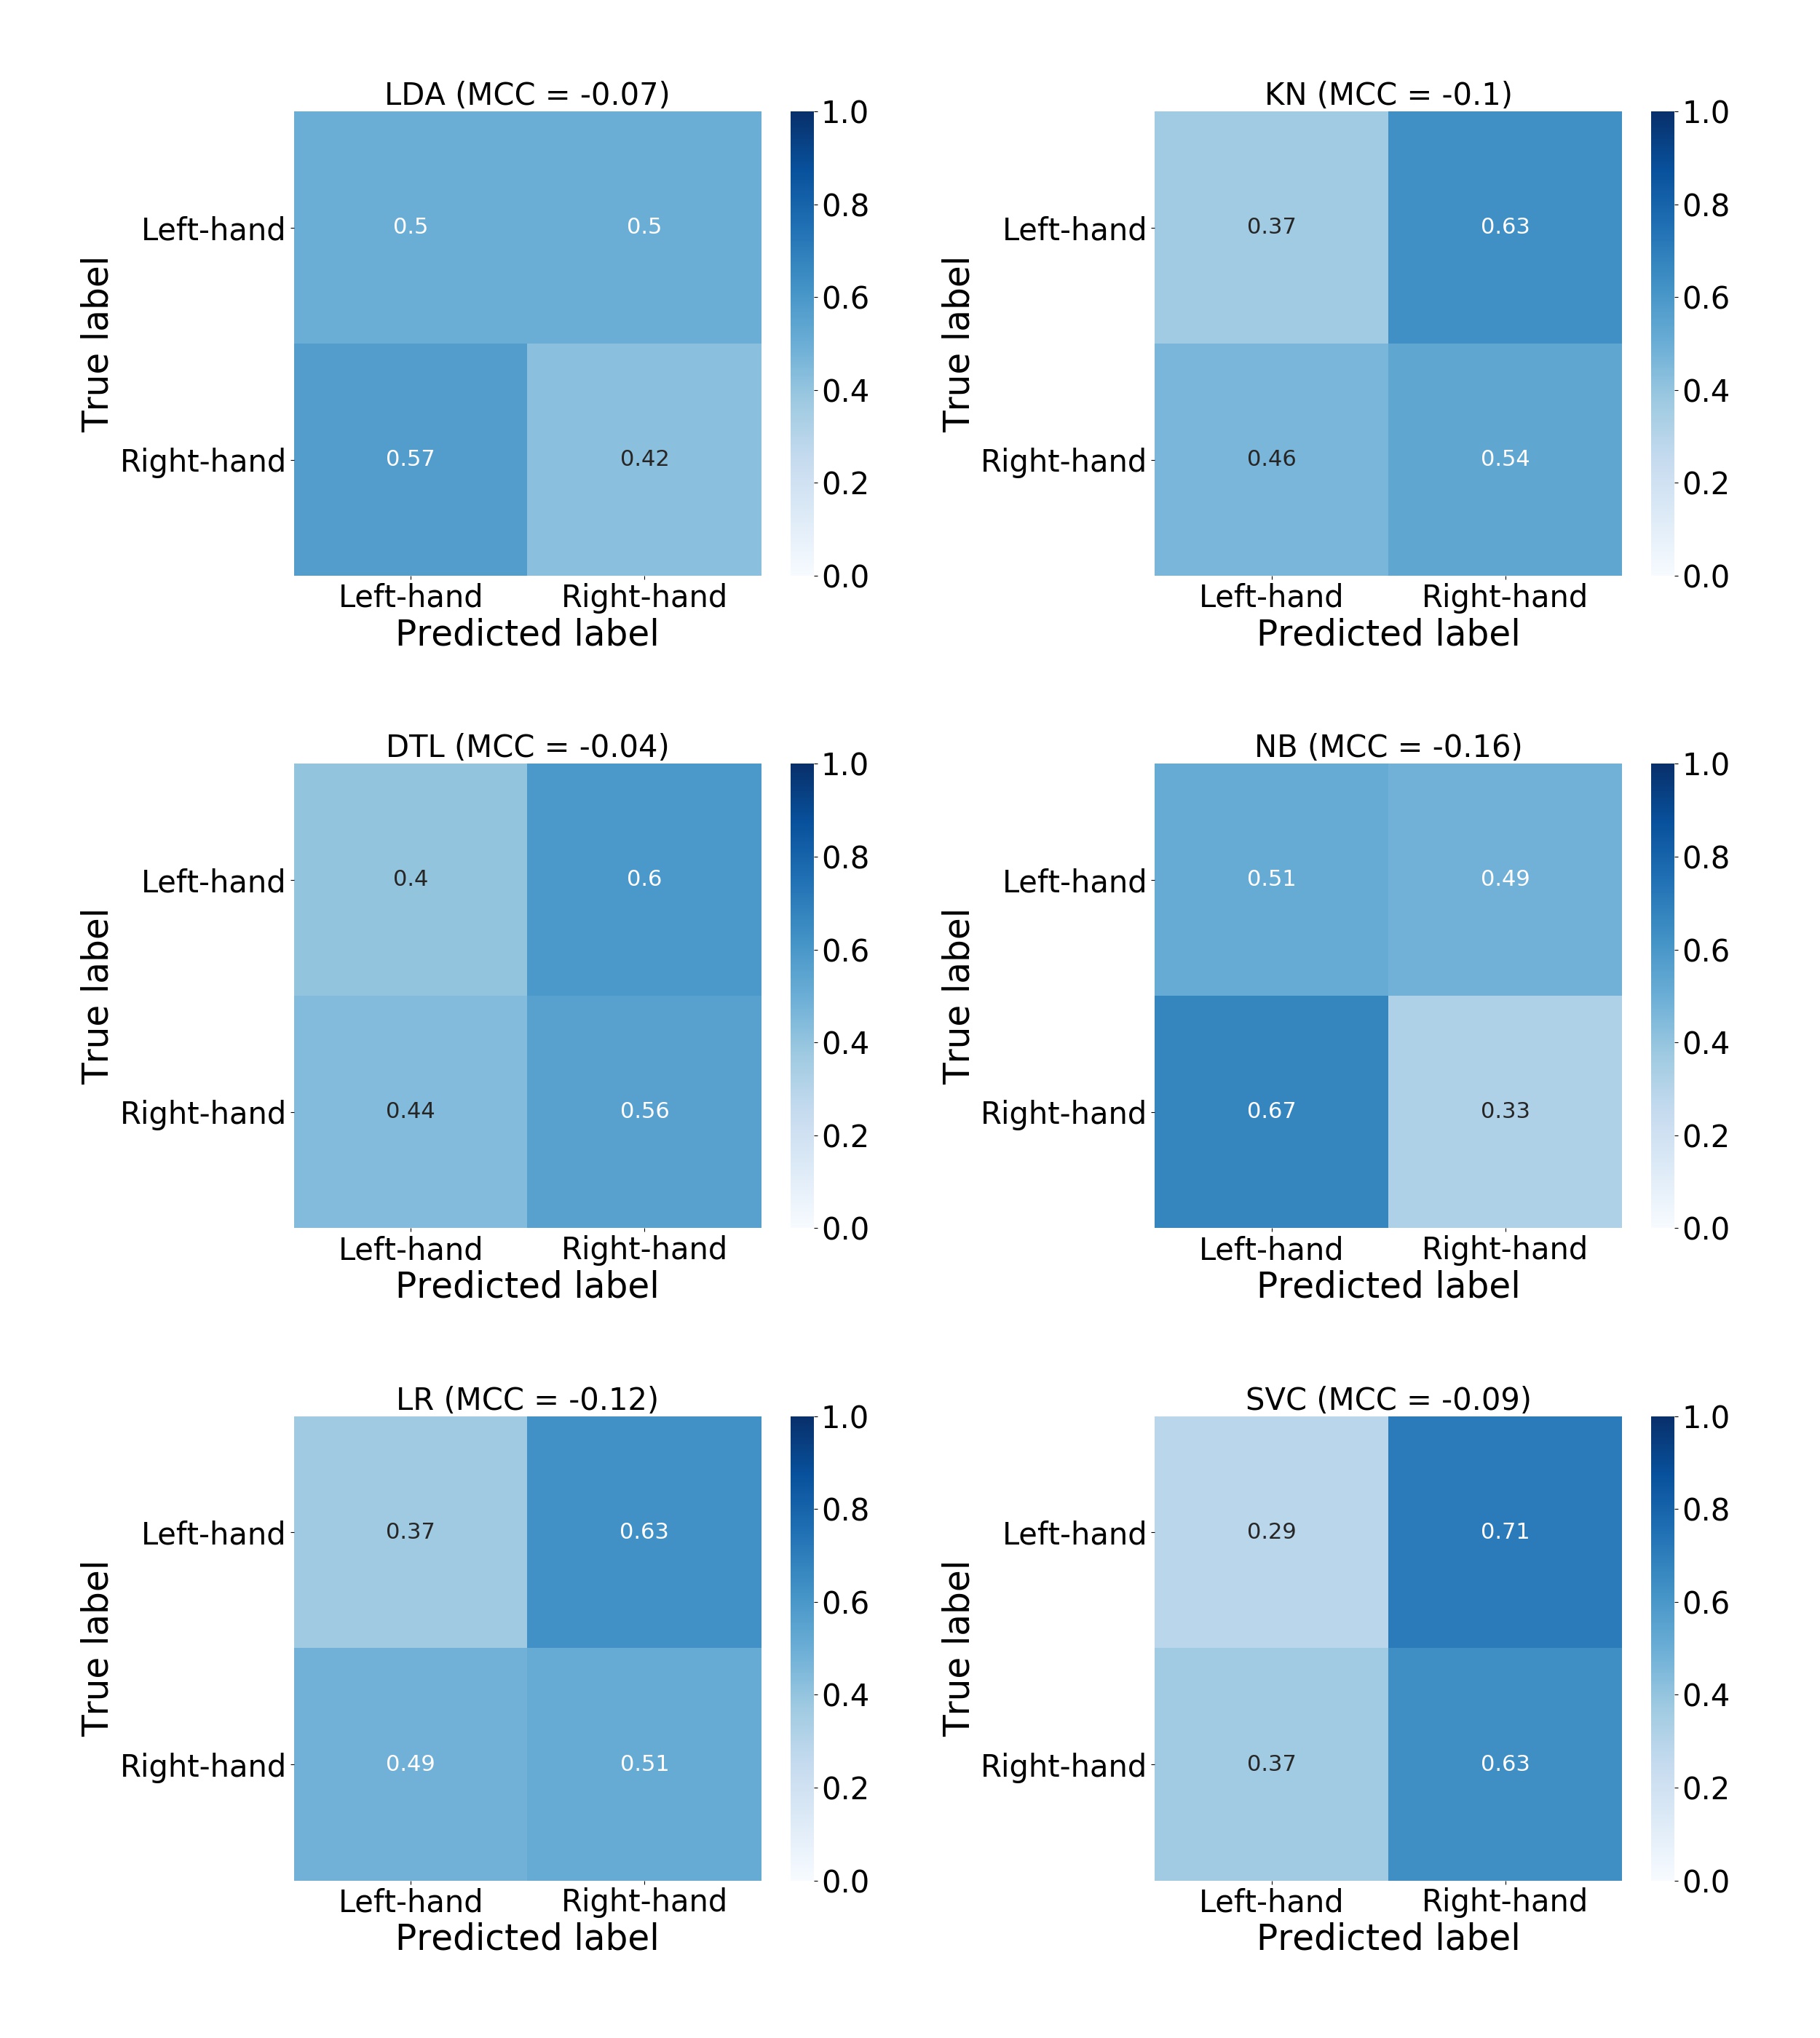 LDA (MCC = -0.07)
True label
Left-hand
0.5 0.5
Right-hand
0.57 0.42
Left-hand Right-hand
Predicted label
1.0
0.8
0.6
0.4
0.2
0.0
KN (MCC = -0.1)
True label
Left-hand
0.37 0.63
Right-hand
0.46 0.54
Left-hand Right-hand
Predicted label
1.0
0.8
0.6
0.4
0.2
0.0
DTL (MCC = -0.04)
True label
Left-hand
0.4 0.6
Right-hand
0.44 0.56
Left-hand Right-hand
Predicted label
1.0
0.8
0.6
0.4
0.2
0.0
NB (MCC = -0.16)
True label
Left-hand
0.51 0.49
Right-hand
0.67 0.33
Left-hand Right-hand
Predicted label
1.0
0.8
0.6
0.4
0.2
0.0
LR (MCC = -0.12)
True label
Left-hand
0.37 0.63
Right-hand
0.49 0.51
Left-hand Right-hand
Predicted label
1.0
0.8
0.6
0.4
0.2
0.0
SVC (MCC = -0.09)
True label
Left-hand
0.29 0.71
Right-hand
0.37 0.63
Left-hand Right-hand
Predicted label
1.0
0.8
0.6
0.4
0.2
0.0